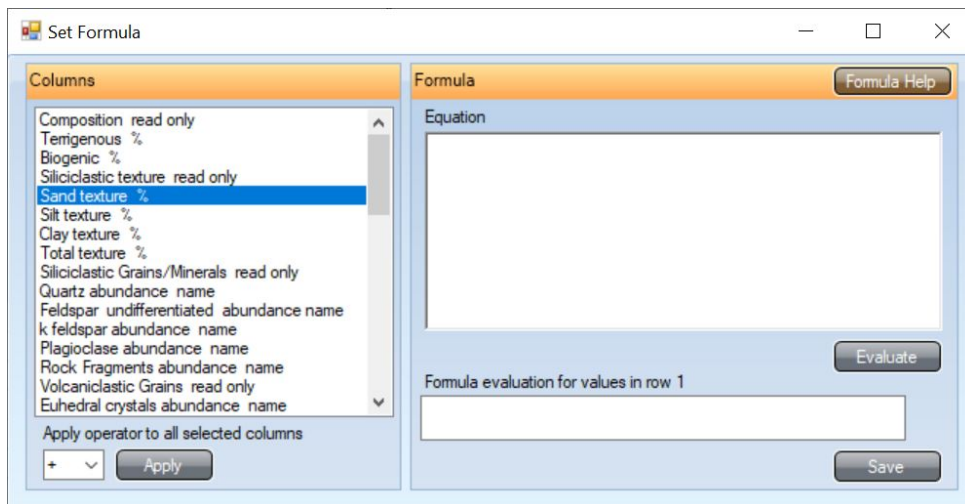 Set Formula
Columns
Composition read only
Terrigenous %
Biogenic %
Siliciclastic texture read only
Sand texture %
Silt texture %
Clay texture %
Total texture %
Siliciclastic Grains/Minerals read only
Quartz abundance name
Feldspar undifferentiated abundance name
k feldspar abundance name
Plagioclase abundance name
Rock Fragments abundance name
Volcaniclastic Grains read only
Euhedral crystals abundance name
Apply operator to all selected columns
+
Apply
Formula
Formula Help
Equation
Evaluate
Formula evaluation for values in row 1
Save